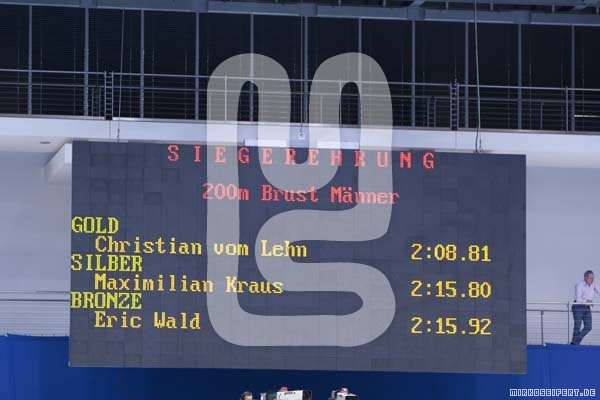 SIEGEREHRUNG
200m Brust Männer
GOLD
Christian vom Lehn 2:08.81
SILBER
Maximilian Kraus 2:15.80
BRONZE
Eric Wald 2:15.92
MIRKOSEIFERT.DE